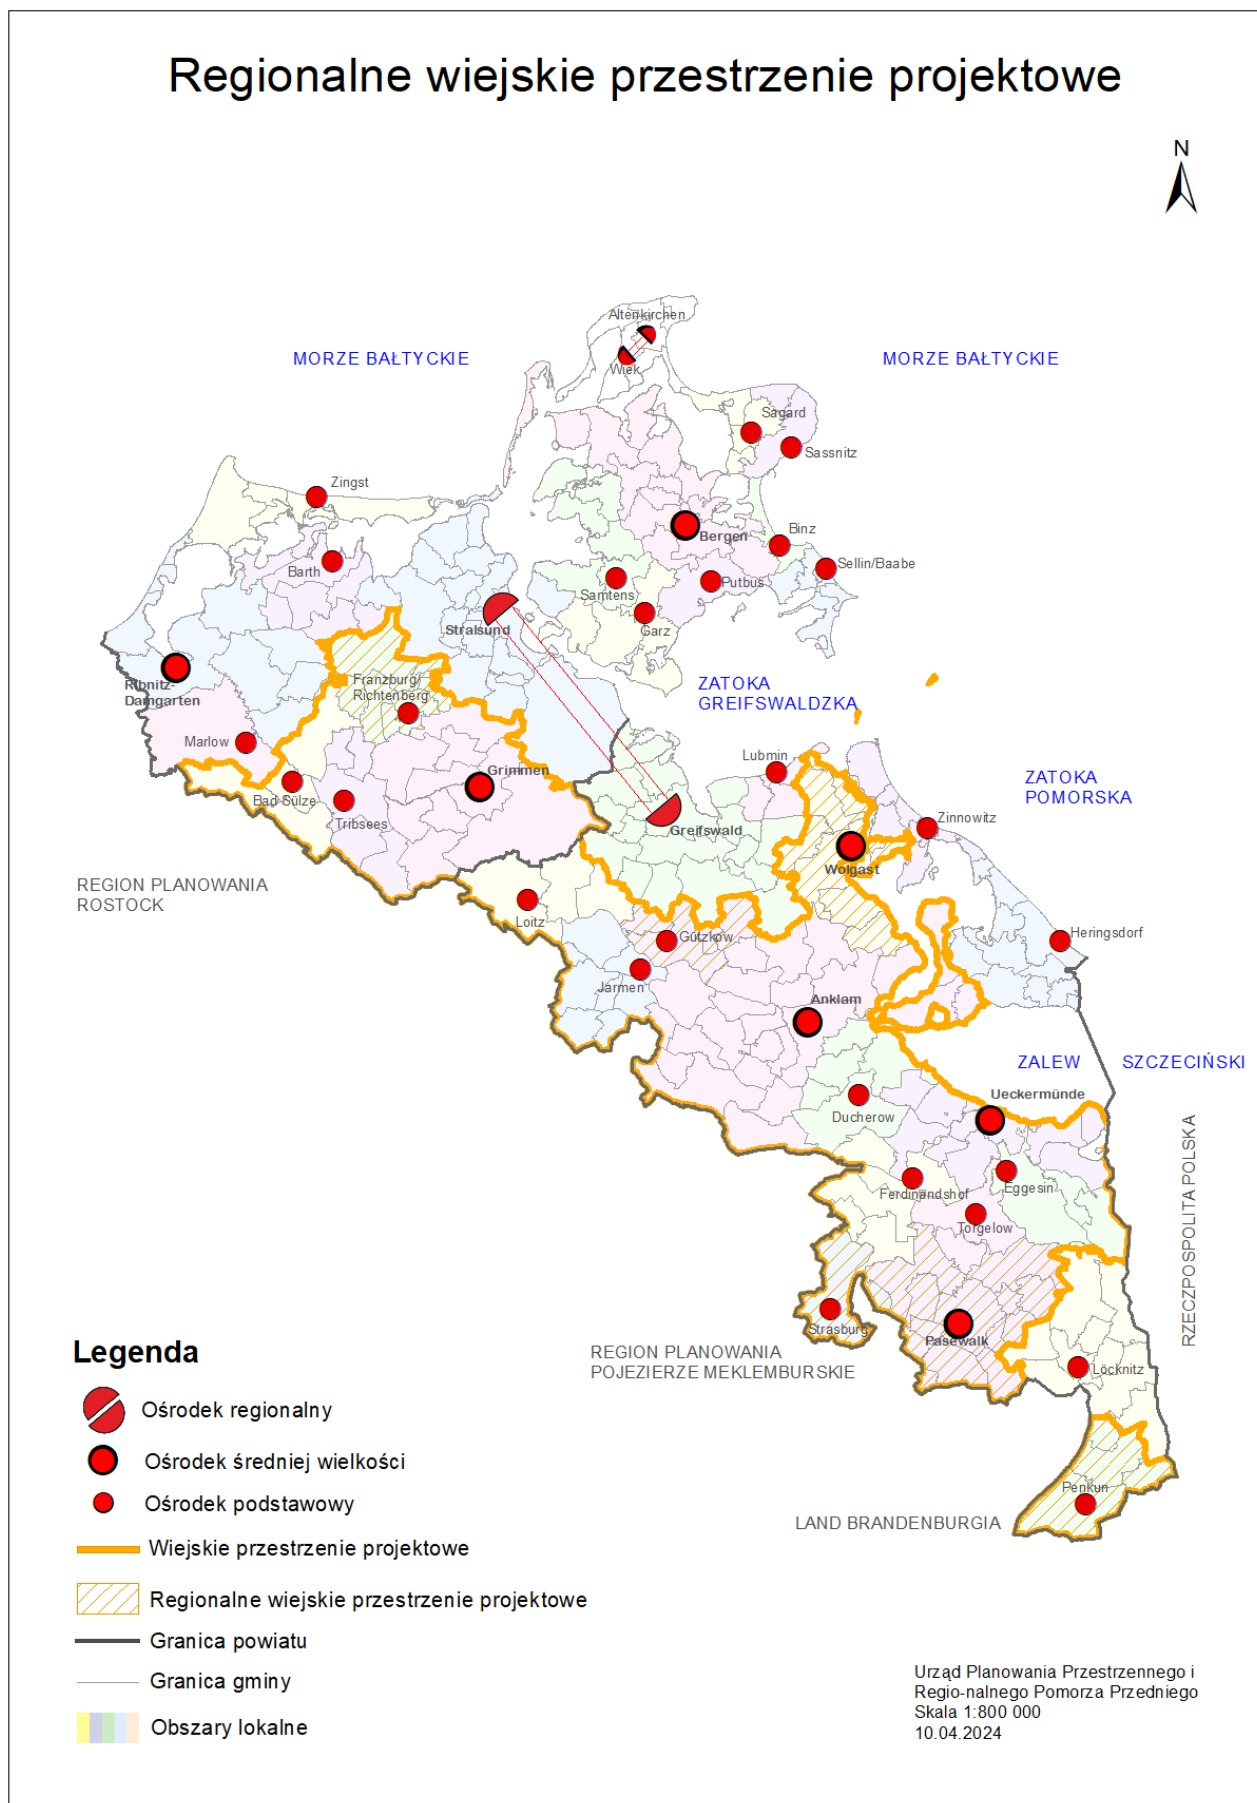 Regionalne wiejskie przestrzenie projektowe
N
Altenkirchen
MORZE BAŁTYCKIE
MORZE BAŁTYCKIE
Wiek
Sagard
Sassnitz
Zingst
Binz
Bergen
Sellin/Baabe
Barth
Putbus
Samtens
Garz
Stralsund
Franzburg/
Richtenberg
Ribnitz-
Damgarten
ZATOKA
GREIFSWALDZKA
Marlow
Lubmin
Grimmen
ZATOKA
POMORSKA
Bad Sülze
Tribsees
Zinnowitz
Greifswald
Wolgast
REGION PLANOWANIA
ROSTOCK
Loitz
Gützkow
Heringsdorf
Jarmen
Anklam
ZALEW
SZCZECIŃSKI
Ueckermünde
Ducherow
RZECZPOSPOLITA POLSKA
Ferdinandshof
Eggesin
Torgelow
Strasburg
Pasewalk
REGION PLANOWANIA
POJEZIERZE MEKLEMBURSKIE
Löcknitz
Penkun
LAND BRANDENBURGIA
Legenda
Ośrodek regionalny
Ośrodek średniej wielkości
Ośrodek podstawowy
Wiejskie przestrzenie projektowe
Regionalne wiejskie przestrzenie projektowe
Granica powiatu
Granica gminy
Obszary lokalne
Urząd Planowania Przestrzennego i
Regio-nalnego Pomorza Przedniego
Skala 1:800 000
10.04.2024